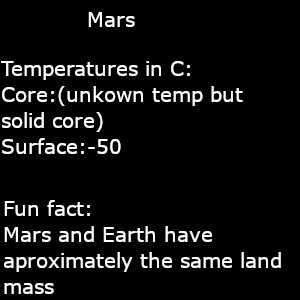 Mars
Temperatures in C:
Core:(unkown temp but
solid core)
Surface:-50
Fun fact:
Mars and Earth have
aproximately the same land
mass